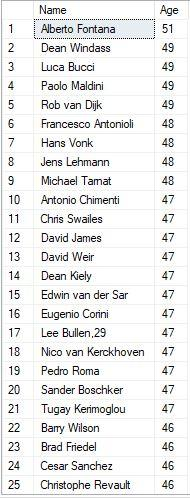 Name Age
1 Alberto Fontana 51
2 Dean Windass 49
3 Luca Bucci 49
4 Paolo Maldini 49
5 Rob van Dijk 49
6 Francesco Antonioli 48
7 Hans Vonk 48
8 Jens Lehmann 48
9 Michael Tarnat 48
10 Antonio Chimenti 47
11 Chris Swailes 47
12 David James 47
13 David Weir 47
14 Dean Kiely 47
15 Edwin van der Sar 47
16 Eugenio Corini 47
17 Lee Bullen,29 47
18 Nico van Kerckhoven 47
19 Pedro Roma 47
20 Sander Boschker 47
21 Tugay Kerimoglu 47
22 Barry Wilson 46
23 Brad Friedel 46
24 Cesar Sanchez 46
25 Christophe Revault 46